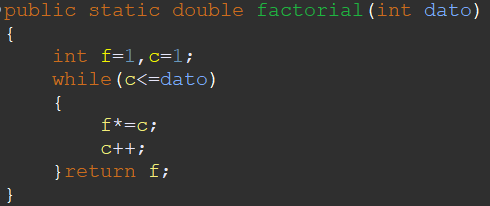 public static double factorial(int dato)
{
    int f=1,c=1;
    while(c<=dato)
    {
        f*=c;
        c++;
    }return f;
}